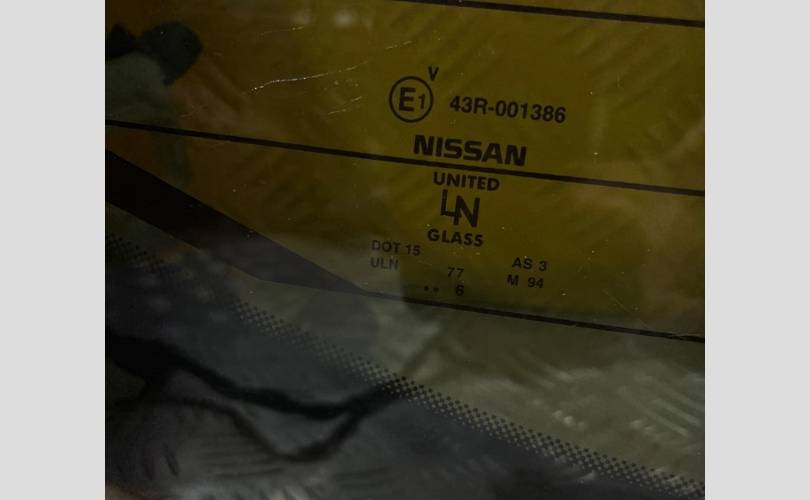 V
E1 43R-001386
NISSAN
UNITED
LN
GLASS
DOT 15 AS 3
ULN 77 M 94
•• 6